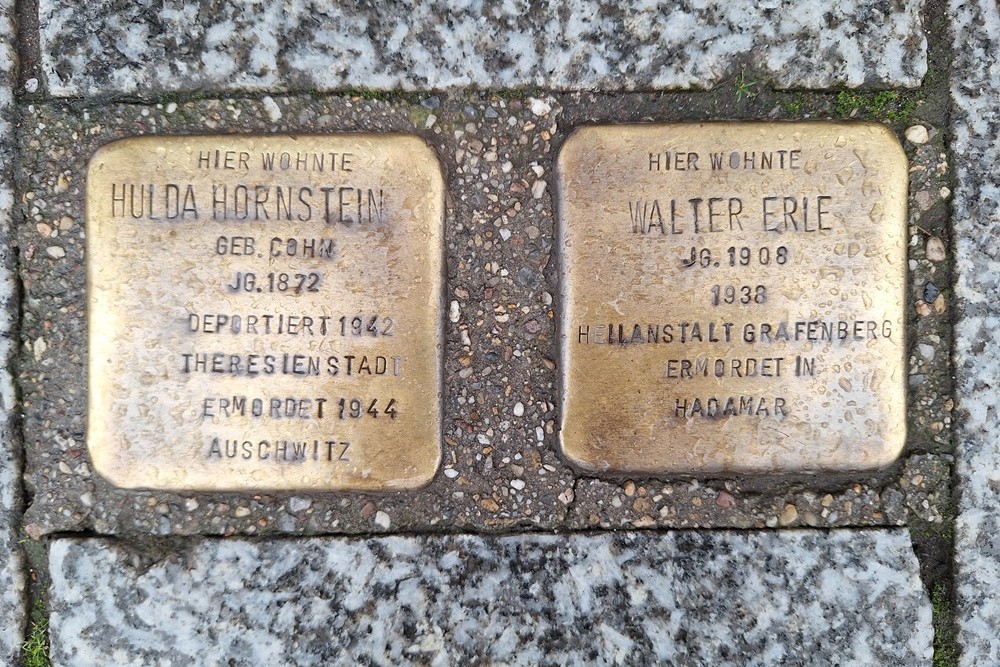 HIER WOHNTE
HULDA HORNSTEIN
GEB. COHN
JG. 1872
DEPORTIERT 1942
THERESIENSTADT
ERMORDET 1944
AUSCHWITZ
HIER WOHNTE
WALTER ERLE
JG. 1908
1938
HEILANSTALT GRAFENBERG
ERMORDET IN
HADAMAR